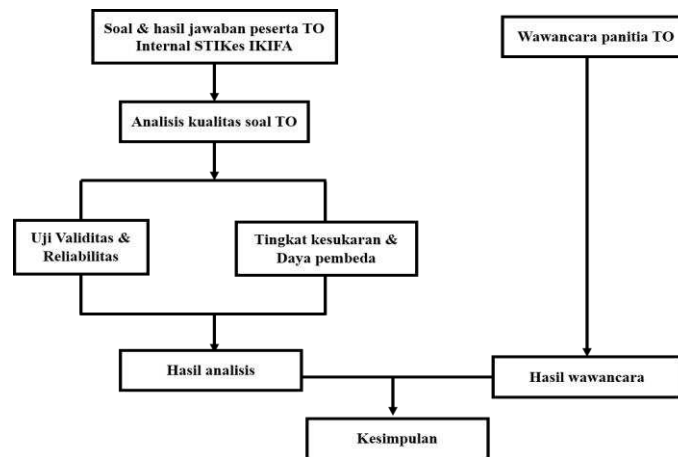 Soal & hasil jawaban peserta TO
Internal STIKes IKIFA
Wawancara panitia TO
Analisis kualitas soal TO
Uji Validitas &
Reliabilitas
Tingkat kesukaran &
Daya pembeda
Hasil analisis
Hasil wawancara
Kesimpulan